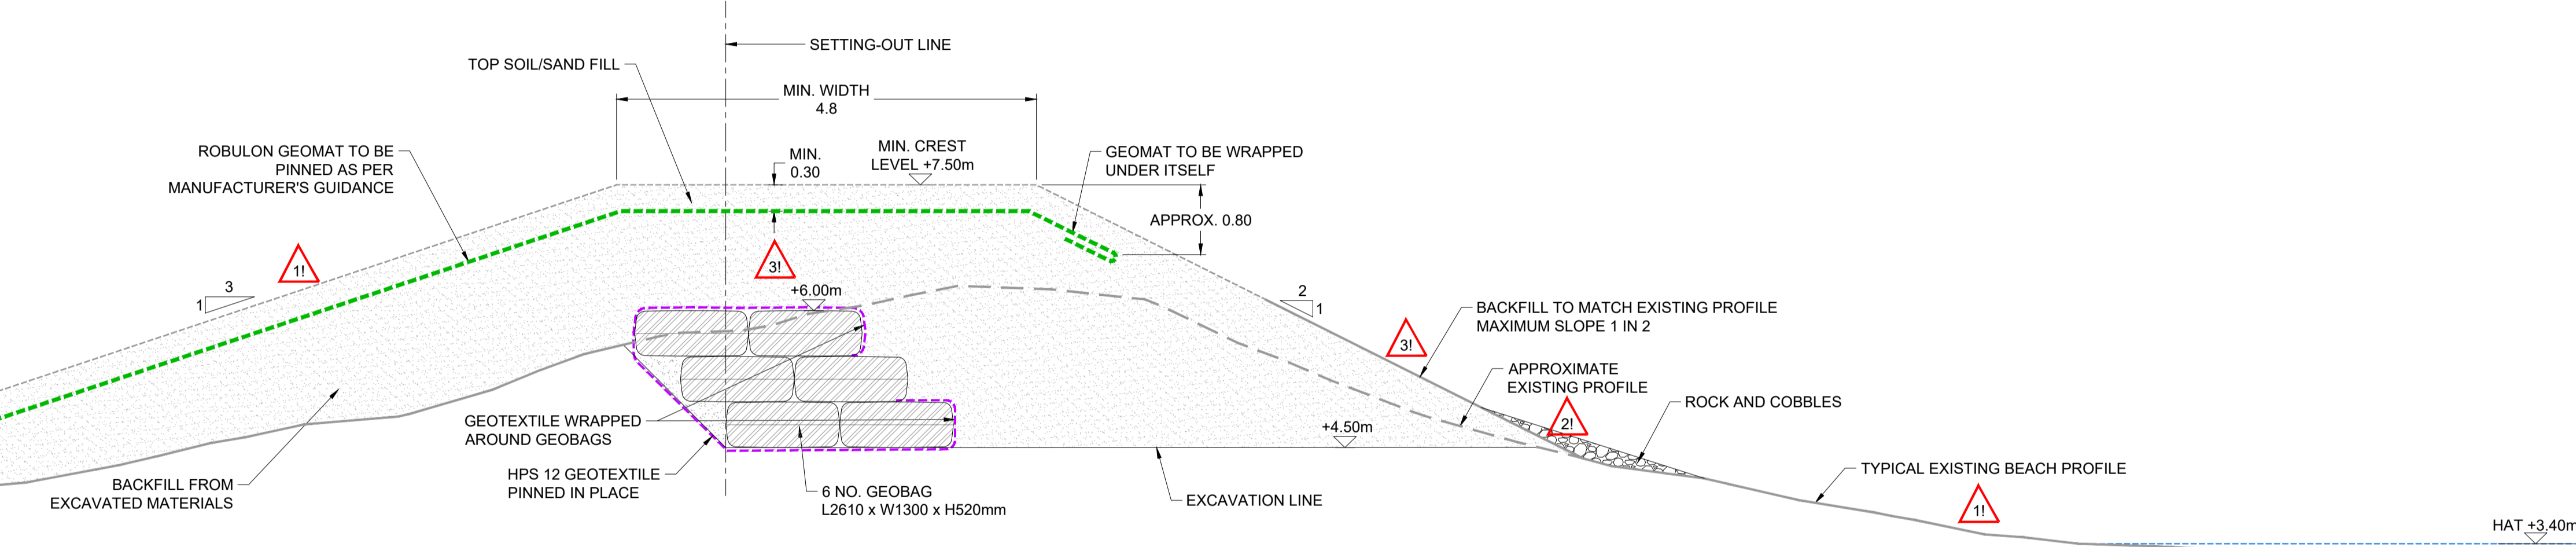 SETTING-OUT LINE
TOP SOIL/SAND FILL
MIN. WIDTH
4.8
ROBULON GEOMAT TO BE
PINNED AS PER
MANUFACTURER'S GUIDANCE
MIN.
0.30
MIN. CREST
LEVEL +7.50m
GEOMAT TO BE WRAPPED
UNDER ITSELF
APPROX. 0.80
1!
3!
3
1
+6.00m
2
1
BACKFILL TO MATCH EXISTING PROFILE
MAXIMUM SLOPE 1 IN 2
3!
APPROXIMATE
EXISTING PROFILE
ROCK AND COBBLES
2!
GEOTEXTILE WRAPPED
AROUND GEOBAGS
+4.50m
HPS 12 GEOTEXTILE
PINNED IN PLACE
TYPICAL EXISTING BEACH PROFILE
BACKFILL FROM
EXCAVATED MATERIALS
6 NO. GEOBAG
L2610 x W1300 x H520mm
EXCAVATION LINE
1!
HAT +3.40m